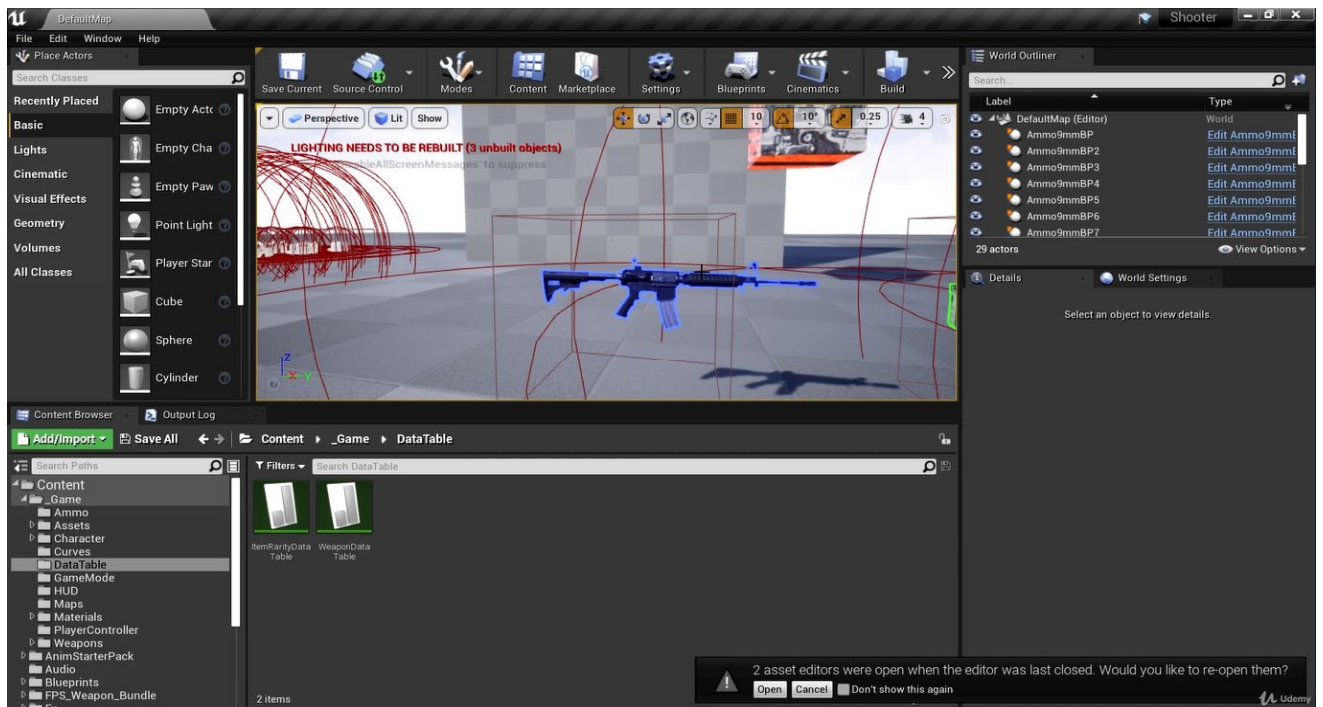 DefaultMap
Shooter
File Edit Window Help
Place Actors
Search Classes
Recently Placed
Basic
Lights
Cinematic
Visual Effects
Geometry
Volumes
All Classes
Empty Acto
Empty Cha
Empty Paw
Point Light
Player Star
Cube
Sphere
Cylinder
Save Current Source Control Modes Content Marketplace Settings Blueprints Cinematics Build
Perspective Lit Show 10 10° 0.25 4
LIGHTING NEEDS TO BE REBUILT (3 unbuilt objects)
ableAllScreenMessages' to suppress
Z
X Y
World Outliner
Search...
Label Type
DefaultMap (Editor) World
Ammo9mmBP Edit Ammo9mmE
Ammo9mmBP2 Edit Ammo9mmE
Ammo9mmBP3 Edit Ammo9mmE
Ammo9mmBP4 Edit Ammo9mmE
Ammo9mmBP5 Edit Ammo9mmE
Ammo9mmBP6 Edit Ammo9mmE
Ammo9mmBP7 Edit Ammo9mmE
29 actors View Options
Details World Settings
Select an object to view details.
Content Browser Output Log
Add/Import Save All Content _Game DataTable
Search Paths
Filters Search DataTable
Content
_Game
Ammo
Assets
Character
Curves
DataTable
GameMode
HUD
Maps
Materials
PlayerController
Weapons
AnimStarterPack
Audio
Blueprints
FPS_Weapon_Bundle
ItemRarityData WeaponData
Table Table
2 items
2 asset editors were open when the editor was last closed. Would you like to re-open them?
Open Cancel Don't show this again
Udemy